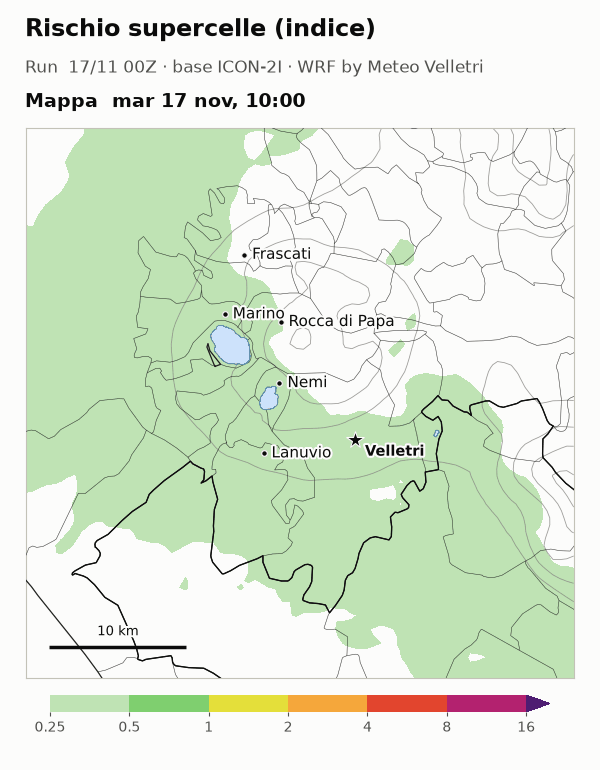 Rischio supercelle (indice)
Run  17/11 00Z · base ICON-2I · WRF by Meteo Velletri
Mappa  mar 17 nov, 10:00
Frascati
Marino
Rocca di Papa
Nemi
Velletri
Lanuvio
10 km
0.25 0.5 1 2 4 8 16